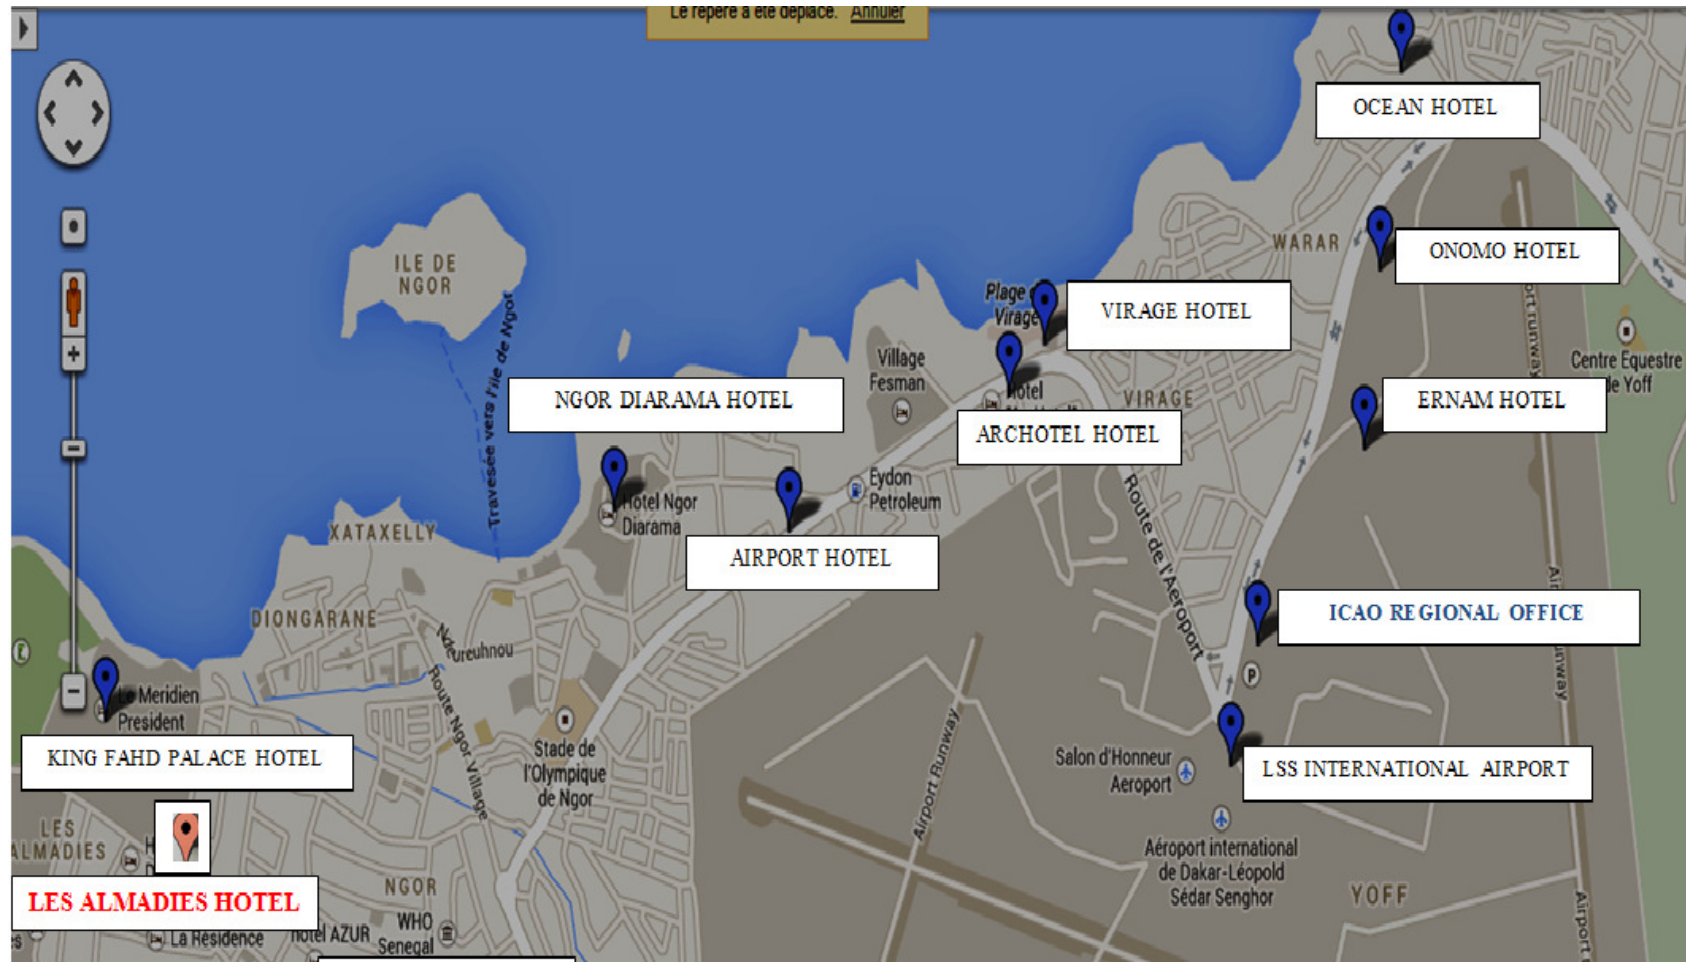 Le repère a été déplacé. Annuler
OCEAN HOTEL
WARAR
ONOMO HOTEL
ILE DE
NGOR
Plage
Virage
VIRAGE HOTEL
Centre Equestre
de Yoff
Village
Fesman
Traversée vers l'île de Ngor
NGOR DIARAMA HOTEL
Hotel
VIRAGE
ERNAM HOTEL
ARCHOTEL HOTEL
Eydon
Petroleum
Hôtel Ngor
Diarama
XATAXELLY
AIRPORT HOTEL
Route de l'Aeroport
DIONGARANE
ICAO REGIONAL OFFICE
Route Ngor Village
P
Le Meridien
President
KING FAHD PALACE HOTEL
Stade de
l'Olympique
de Ngor
Airport Runway
Salon d'Honneur
Aeroport
LSS INTERNATIONAL AIRPORT
LES
ALMADIES
Aéroport international
de Dakar-Léopold
Sédar Senghor
YOFF
NGOR
LES ALMADIES HOTEL
WHO
Senegal
La Residence
hotel AZUR
Airport